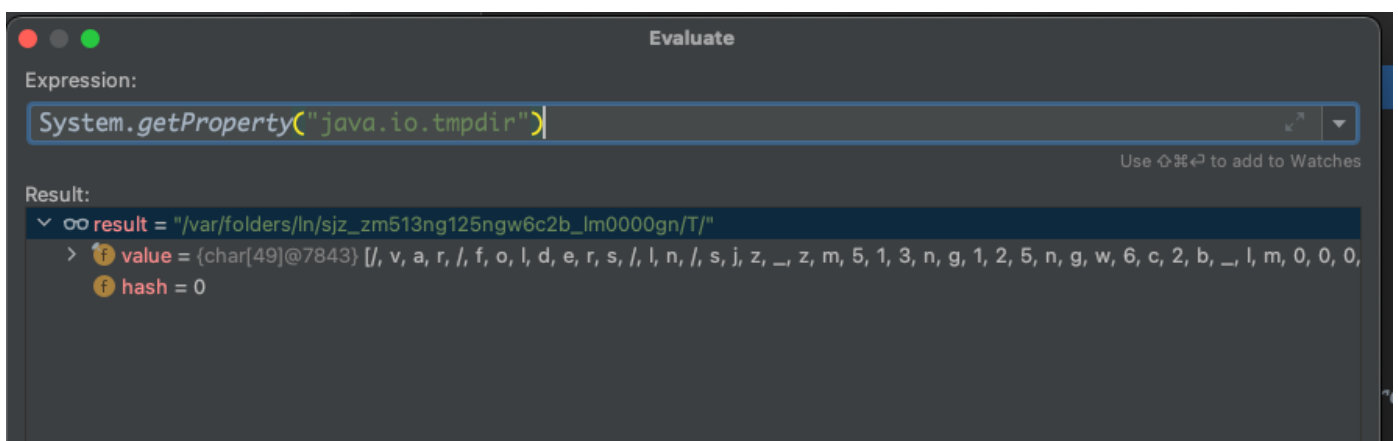 Evaluate
Expression:
System.getProperty("java.io.tmpdir")
Use ⇧⌘⏎ to add to Watches
Result:
result = "/var/folders/ln/sjz_zm513ng125ngw6c2b_lm0000gn/T/"
f value = {char[49]@7843} [/, v, a, r, /, f, o, l, d, e, r, s, /, l, n, /, s, j, z, _, z, m, 5, 1, 3, n, g, 1, 2, 5, n, g, w, 6, c, 2, b, _, l, m, 0, 0, 0,
f hash = 0